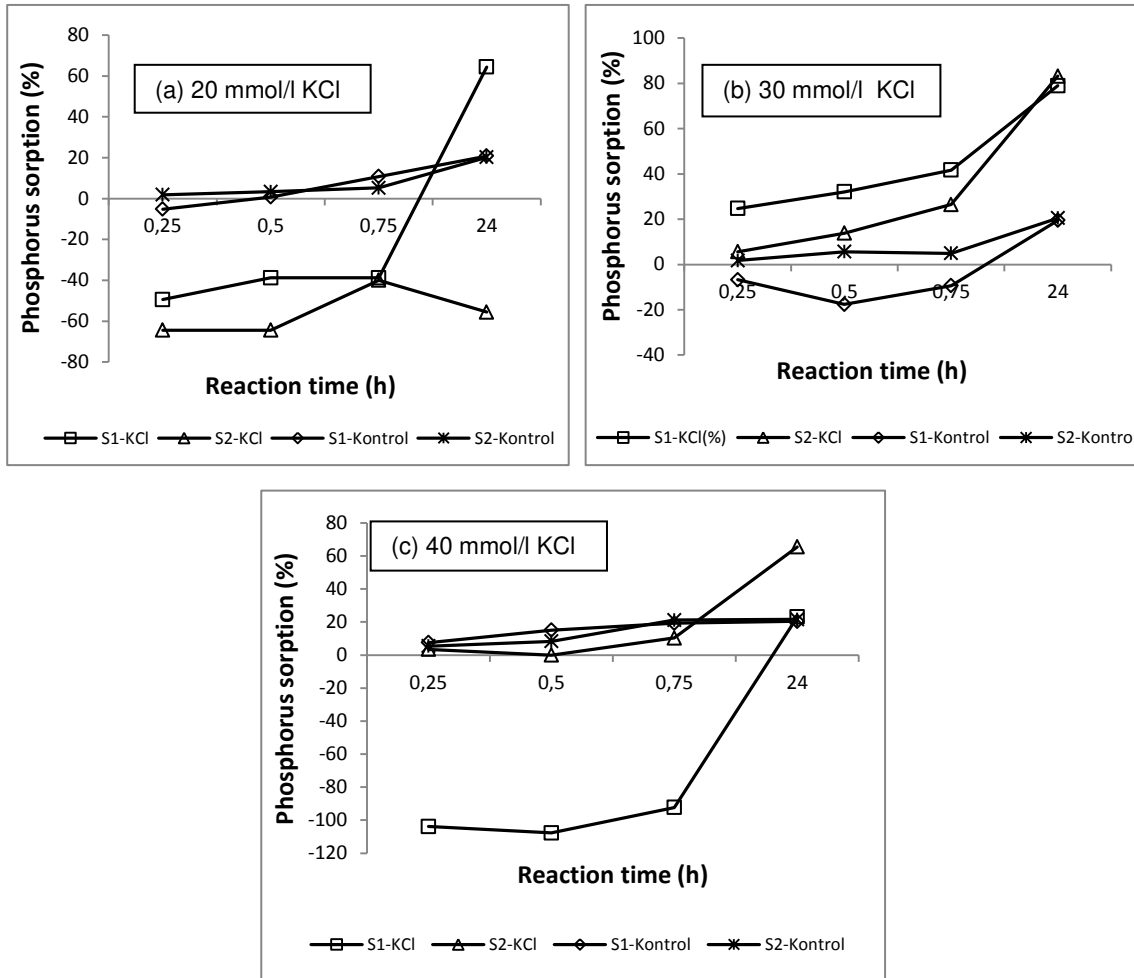 (a) 20 mmol/l KCl
Phosphorus sorption (%)
80
60
40
20
0
-20
-40
-60
-80
0,25 0,5 0,75 24
Reaction time (h)
S1-KCl S2-KCl S1-Kontrol S2-Kontrol
(b) 30 mmol/l KCl
Phosphorus sorption (%)
100
80
60
40
20
0
-20
-40
0,25 0,5 0,75 24
Reaction time (h)
S1-KCl(%) S2-KCl S1-Kontrol S2-Kontrol
(c) 40 mmol/l KCl
Phosphorus sorption (%)
80
60
40
20
0
-20
-40
-60
-80
-100
-120
0,25 0,5 0,75 24
Reaction time (h)
S1-KCl S2-KCl S1-Kontrol S2-Kontrol